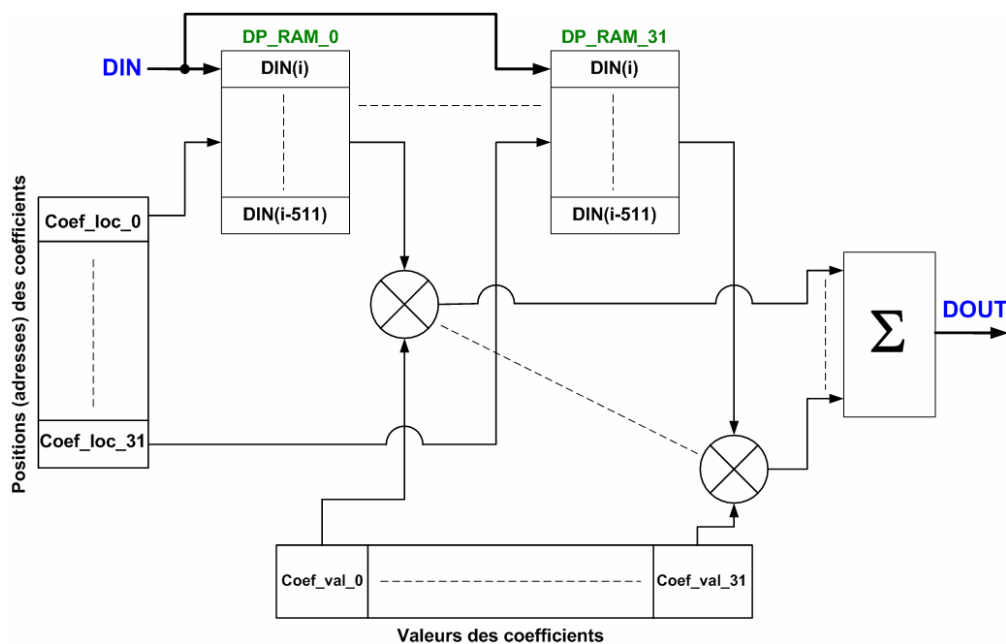 DP_RAM_0
DP_RAM_31
DIN
DIN(i)
DIN(i)
DIN(i-511)
DIN(i-511)
Positions (adresses) des coefficients
Coef_loc_0
Coef_loc_31
Σ
DOUT
Coef_val_0
Coef_val_31
Valeurs des coefficients